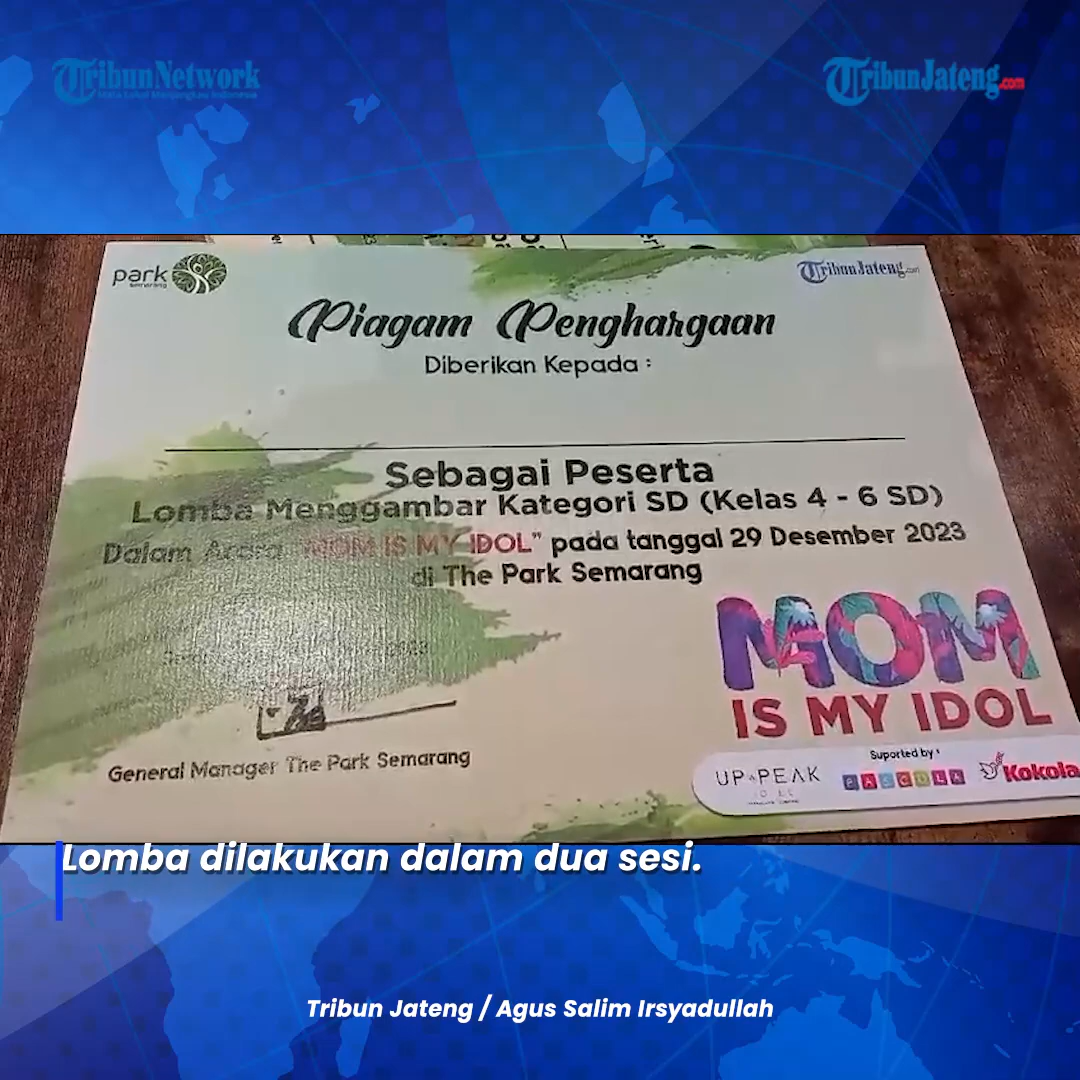 TribunNetwork
TribunJateng.com
park
semarang
TribunJateng
Piagam Penghargaan
Diberikan Kepada :
Sebagai Peserta
Lomba Menggambar Kategori SD (Kelas 4 - 6 SD)
Dalam Acara "MOM IS MY IDOL" pada tanggal 29 Desember 2023
di The Park Semarang
General Manager The Park Semarang
MOM
IS MY IDOL
Suported by :
UP PEAK
Kokola
Lomba dilakukan dalam dua sesi.
Tribun Jateng / Agus Salim Irsyadullah